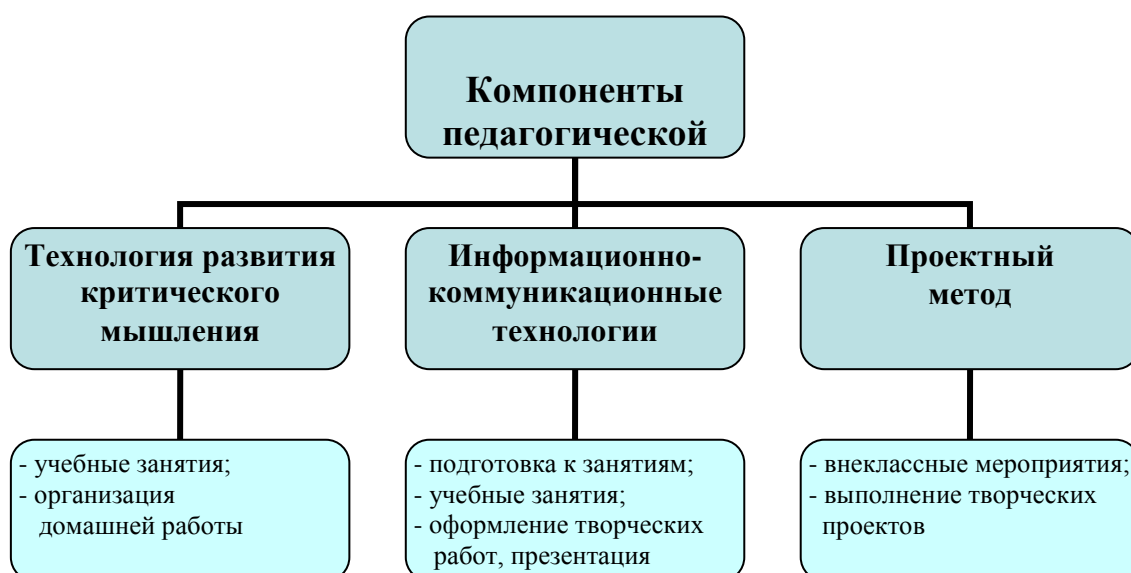 Компоненты
педагогической
Технология развития
критического
мышления
Информационно-
коммуникационные
технологии
Проектный
метод
- учебные занятия;
- организация
домашней работы
- подготовка к занятиям;
- учебные занятия;
- оформление творческих
работ, презентация
- внеклассные мероприятия;
- выполнение творческих
проектов